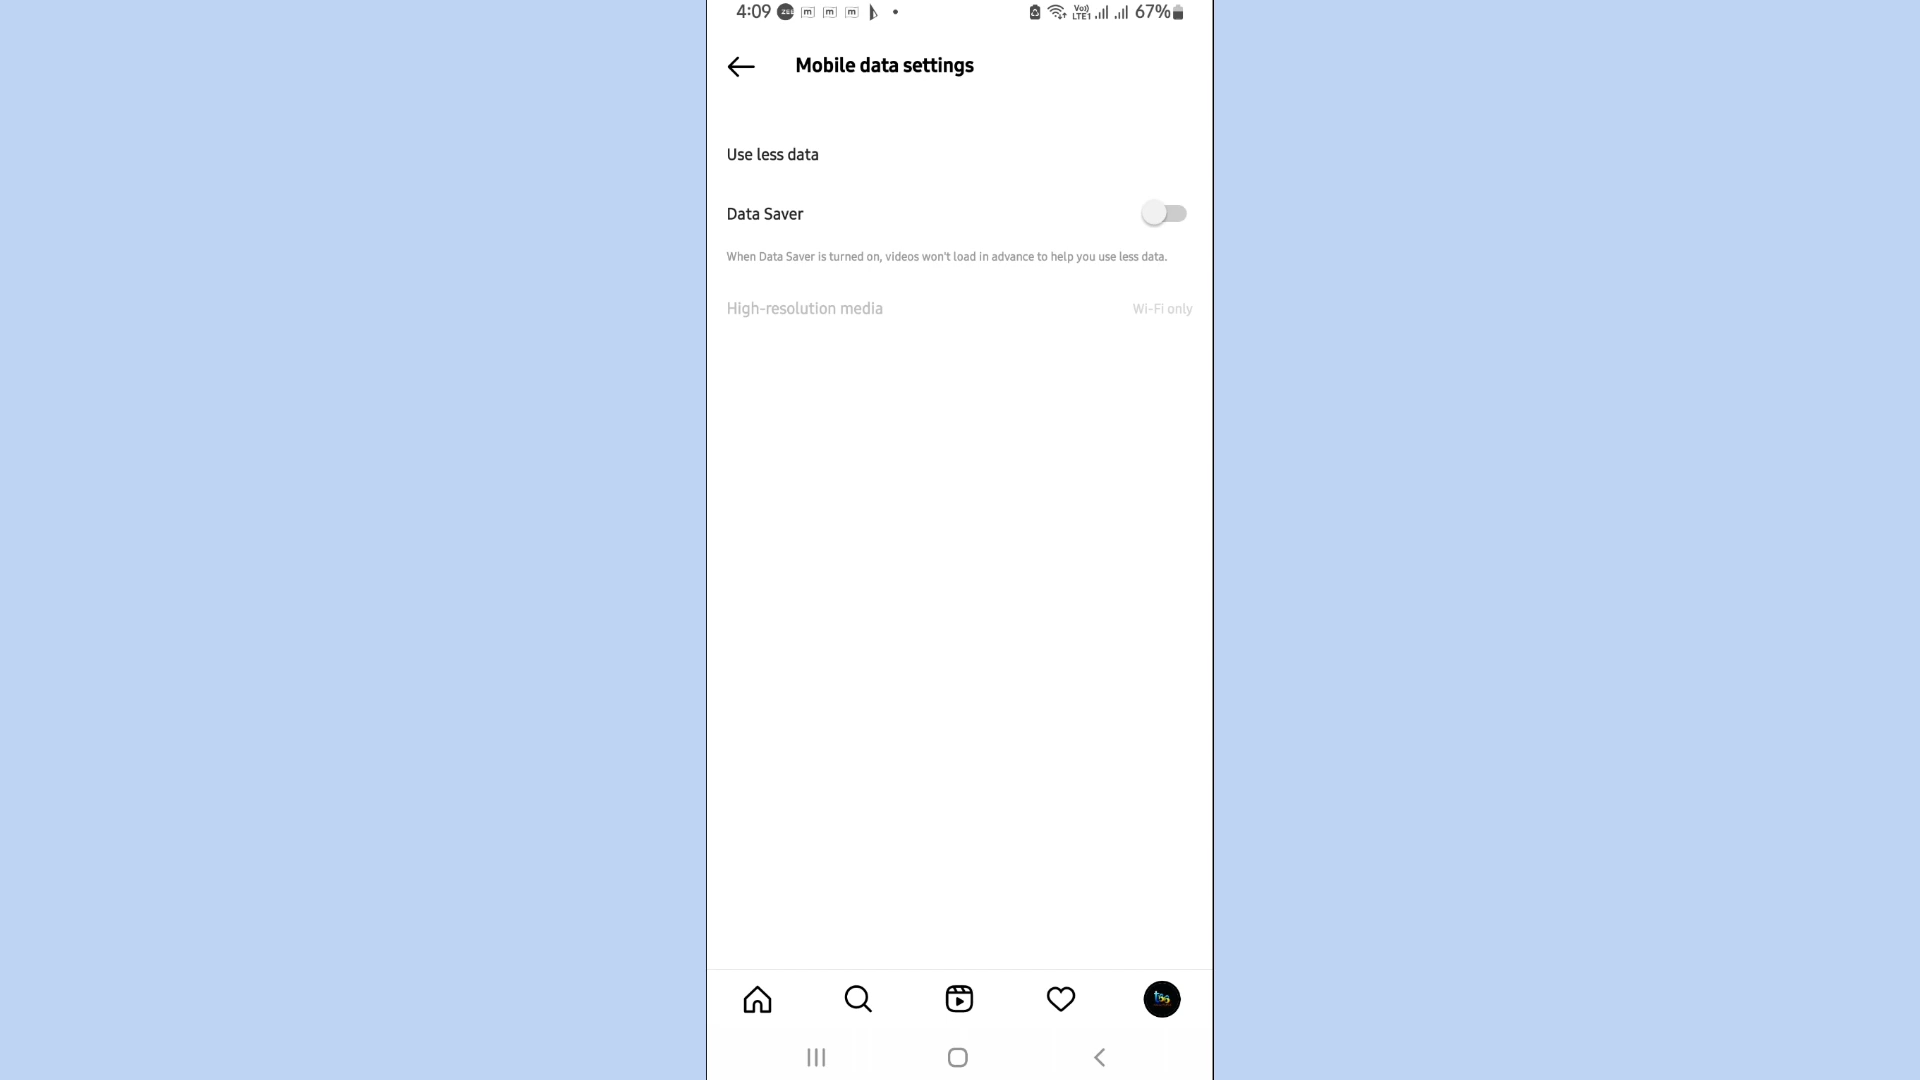 4:09 67%
Mobile data settings
Use less data
Data Saver
When Data Saver is turned on, videos won't load in advance to help you use less data.
High-resolution media Wi-Fi only